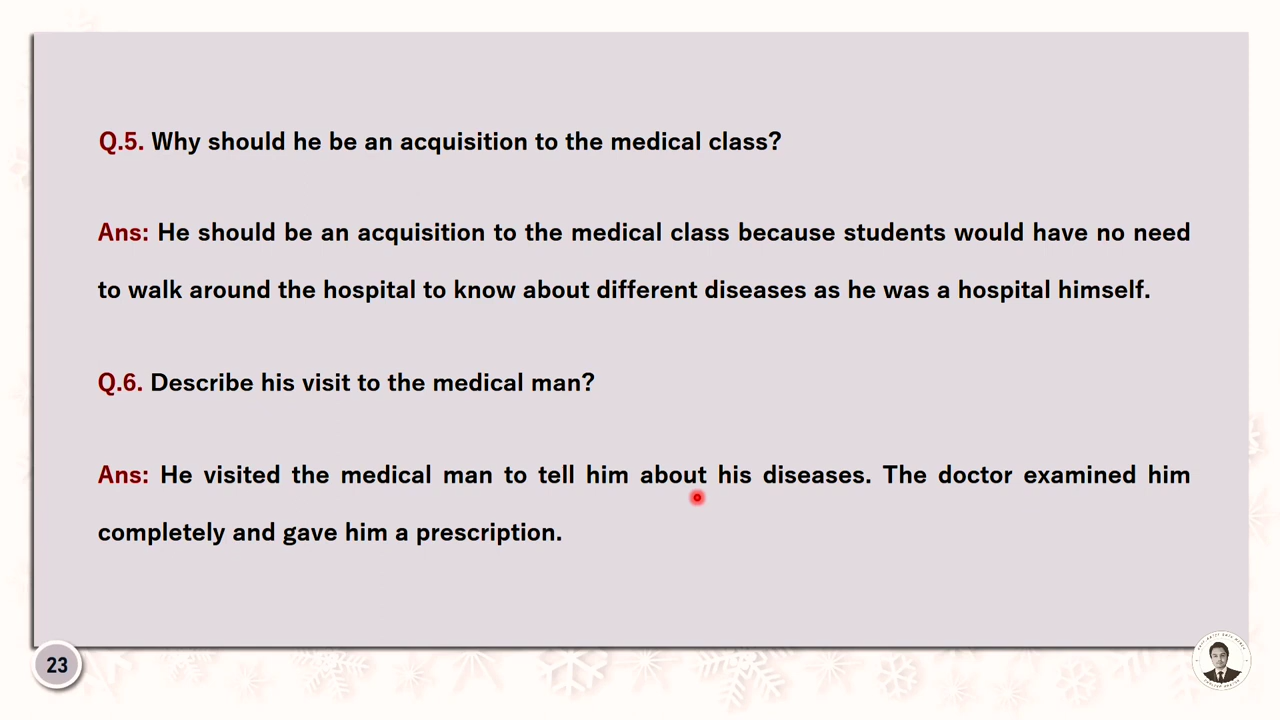 Q.5. Why should he be an acquisition to the medical class?
Ans: He should be an acquisition to the medical class because students would have no need
to walk around the hospital to know about different diseases as he was a hospital himself.
Q.6. Describe his visit to the medical man?
Ans: He visited the medical man to tell him about his diseases. The doctor examined him
completely and gave him a prescription.
23